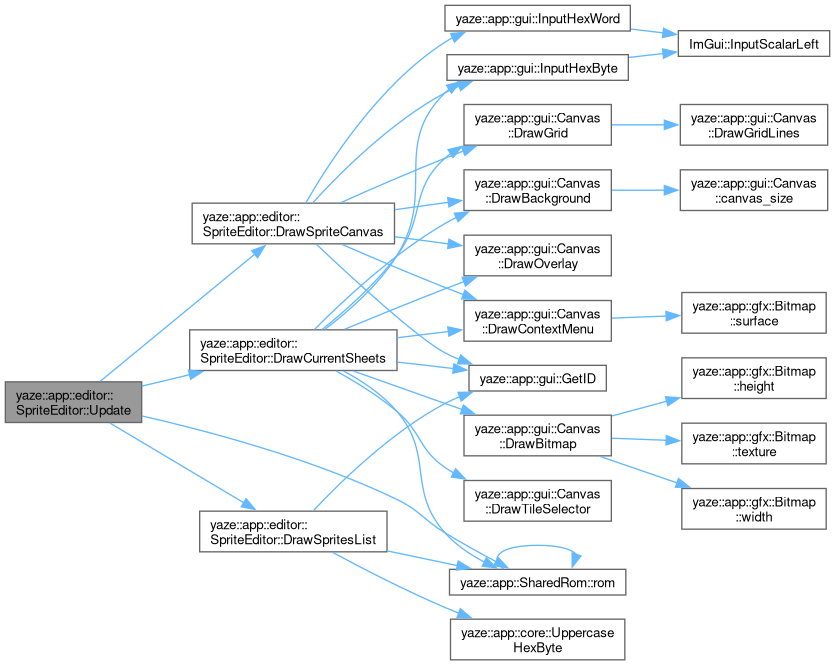 yaze::app::editor::
SpriteEditor::Update
yaze::app::editor::
SpriteEditor::DrawSpriteCanvas
yaze::app::editor::
SpriteEditor::DrawCurrentSheets
yaze::app::editor::
SpriteEditor::DrawSpritesList
yaze::app::gui::InputHexWord
yaze::app::gui::InputHexByte
yaze::app::gui::Canvas
::DrawGrid
yaze::app::gui::Canvas
::DrawBackground
yaze::app::gui::Canvas
::DrawOverlay
yaze::app::gui::Canvas
::DrawContextMenu
yaze::app::gui::GetID
yaze::app::gui::Canvas
::DrawBitmap
yaze::app::gui::Canvas
::DrawTileSelector
yaze::app::SharedRom::rom
yaze::app::core::Uppercase
HexByte
ImGui::InputScalarLeft
yaze::app::gui::Canvas
::DrawGridLines
yaze::app::gui::Canvas
::canvas_size
yaze::app::gfx::Bitmap
::surface
yaze::app::gfx::Bitmap
::height
yaze::app::gfx::Bitmap
::texture
yaze::app::gfx::Bitmap
::width